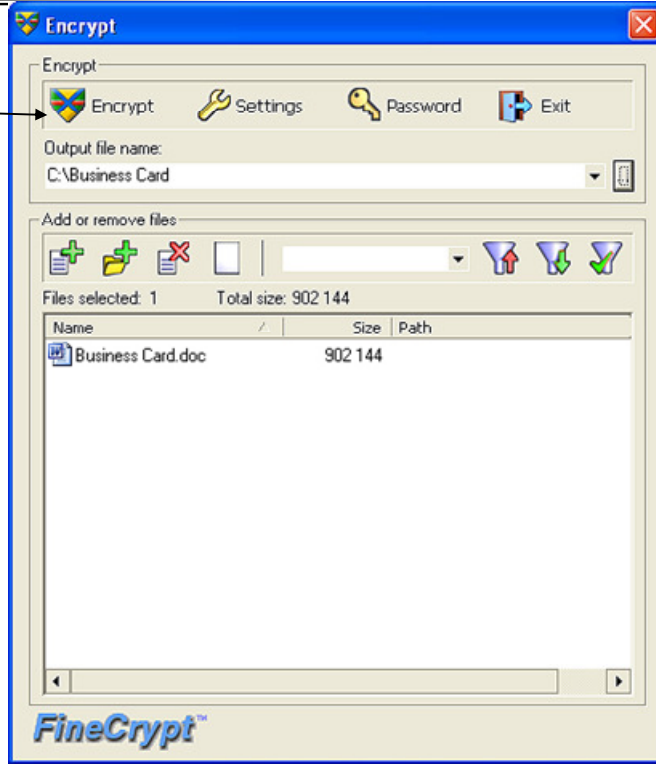 Encrypt
Encrypt
Encrypt Settings Password Exit
Output file name:
C:\Business Card
Add or remove files
Files selected: 1 Total size: 902 144
Name Size Path
Business Card.doc 902 144
FineCrypt™